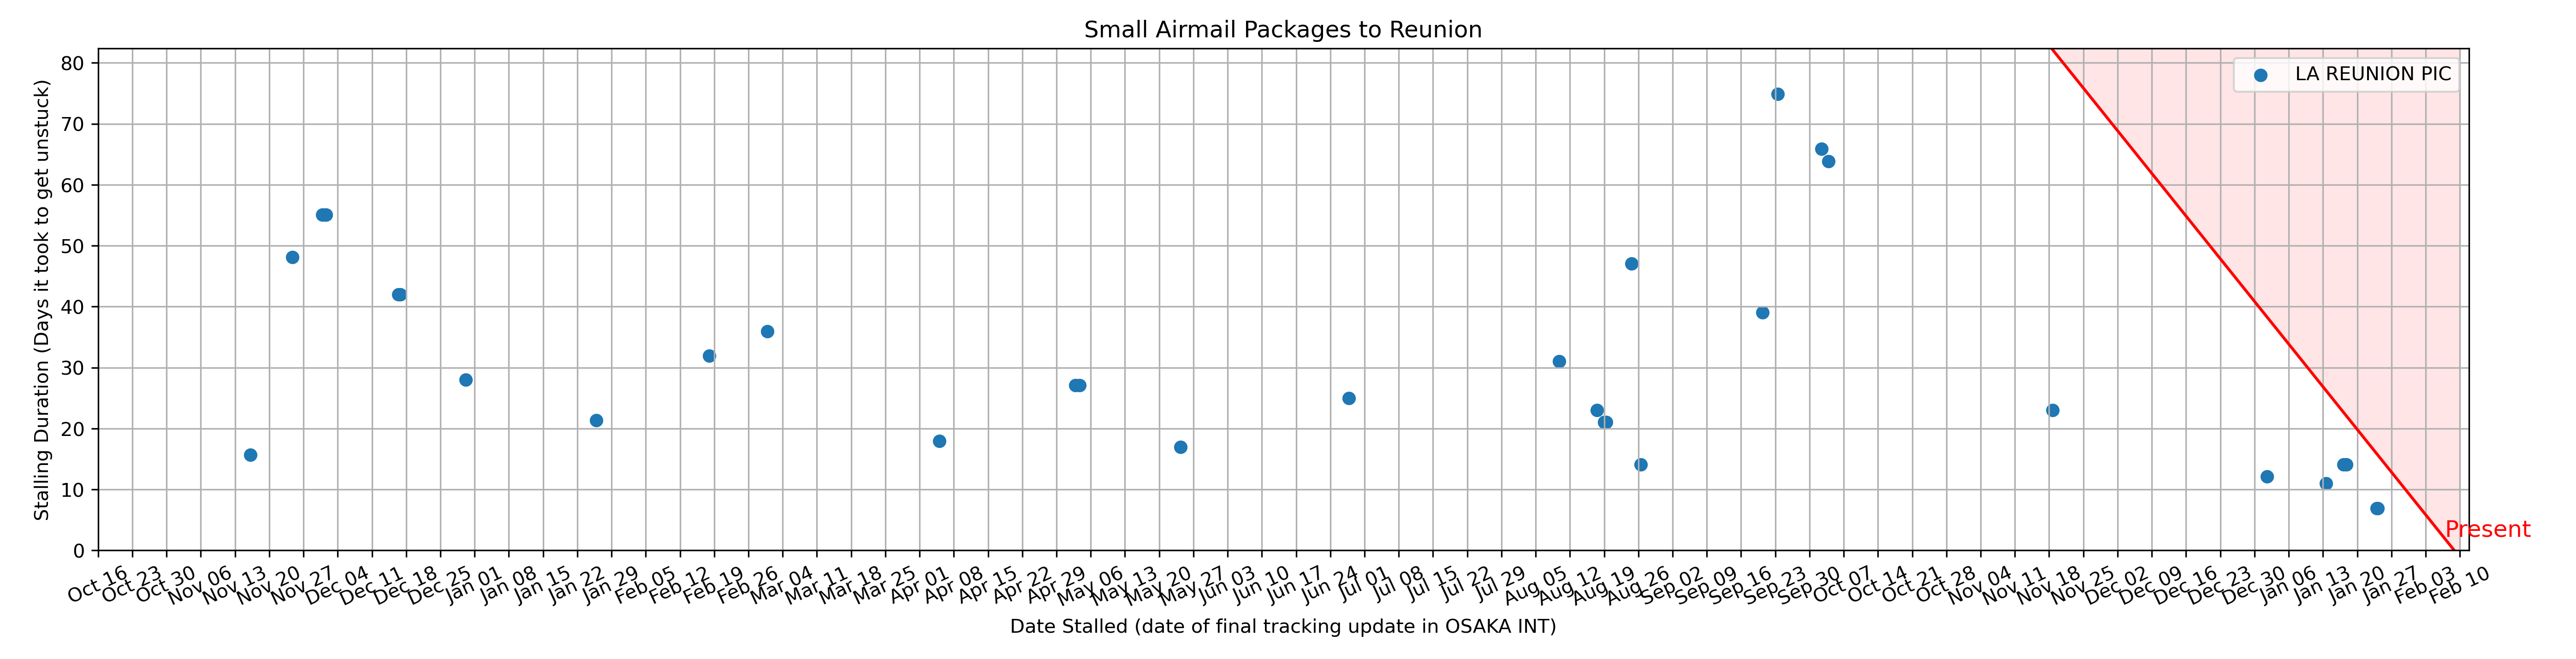 Small Airmail Packages to Reunion
Stalling Duration (Days it took to get unstuck)
80
70
60
50
40
30
20
10
0
LA REUNION PIC
Present
Oct 16
Oct 23
Oct 30
Nov 06
Nov 13
Nov 20
Nov 27
Dec 04
Dec 11
Dec 18
Dec 25
Jan 01
Jan 08
Jan 15
Jan 22
Jan 29
Feb 05
Feb 12
Feb 19
Feb 26
Mar 04
Mar 11
Mar 18
Mar 25
Apr 01
Apr 08
Apr 15
Apr 22
Apr 29
May 06
May 13
May 20
May 27
Jun 03
Jun 10
Jun 17
Jun 24
Jul 01
Jul 08
Jul 15
Jul 22
Jul 29
Aug 05
Aug 12
Aug 19
Aug 26
Sep 02
Sep 09
Sep 16
Sep 23
Sep 30
Oct 07
Oct 14
Oct 21
Oct 28
Nov 04
Nov 11
Nov 18
Nov 25
Dec 02
Dec 09
Dec 16
Dec 23
Dec 30
Jan 06
Jan 13
Jan 20
Jan 27
Feb 03
Feb 10
Date Stalled (date of final tracking update in OSAKA INT)